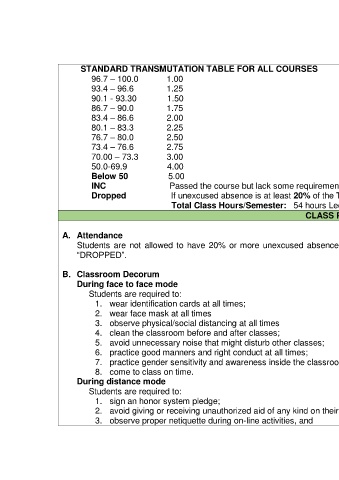 STANDARD TRANSMUTATION TABLE FOR ALL COURSES
96.7 – 100.0 1.00
93.4 – 96.6 1.25
90.1 - 93.30 1.50
86.7 – 90.0 1.75
83.4 – 86.6 2.00
80.1 – 83.3 2.25
76.7 – 80.0 2.50
73.4 – 76.6 2.75
70.00 – 73.3 3.00
50.0-69.9 4.00
Below 50 5.00
INC Passed the course but lack some requiremen
Dropped If unexcused absence is at least 20% of the T
Total Class Hours/Semester: 54 hours Le
CLASS
A. Attendance
Students are not allowed to have 20% or more unexcused absence
“DROPPED”.
B. Classroom Decorum
During face to face mode
Students are required to:
1. wear identification cards at all times;
2. wear face mask at all times
3 observe physical/social distancing at all times
4. clean the classroom before and after classes;
5. avoid unnecessary noise that might disturb other classes;
6. practice good manners and right conduct at all times;
7. practice gender sensitivity and awareness inside the classroo
8. come to class on time.
During distance mode
Students are required to:
1. sign an honor system pledge;
2. avoid giving or receiving unauthorized aid of any kind on their
3. observe proper netiquette during on-line activities, and